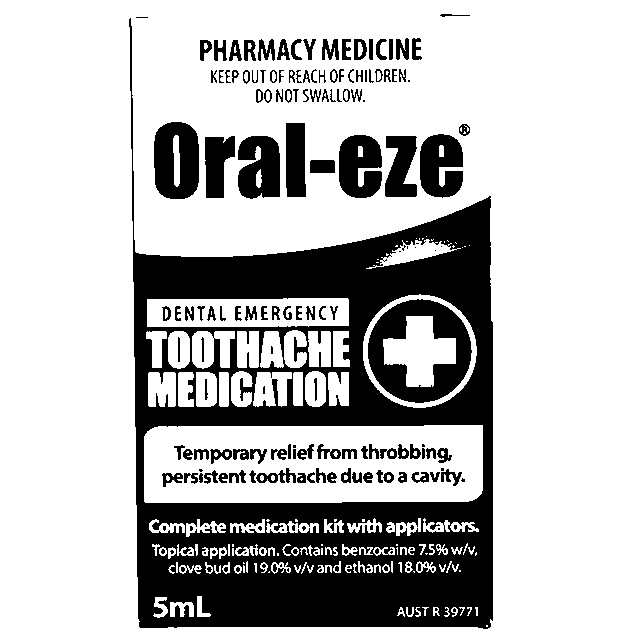 PHARMACY MEDICINE
KEEP OUT OF REACH OF CHILDREN.
DO NOT SWALLOW.
Oral-eze®
DENTAL EMERGENCY
TOOTHACHE
MEDICATION
Temporary relief from throbbing,
persistent toothache due to a cavity.
Complete medication kit with applicators.
Topical application. Contains benzocaine 7.5% w/v,
clove bud oil 19.0% v/v and ethanol 18.0% v/v.
5mL
AUST R 39771